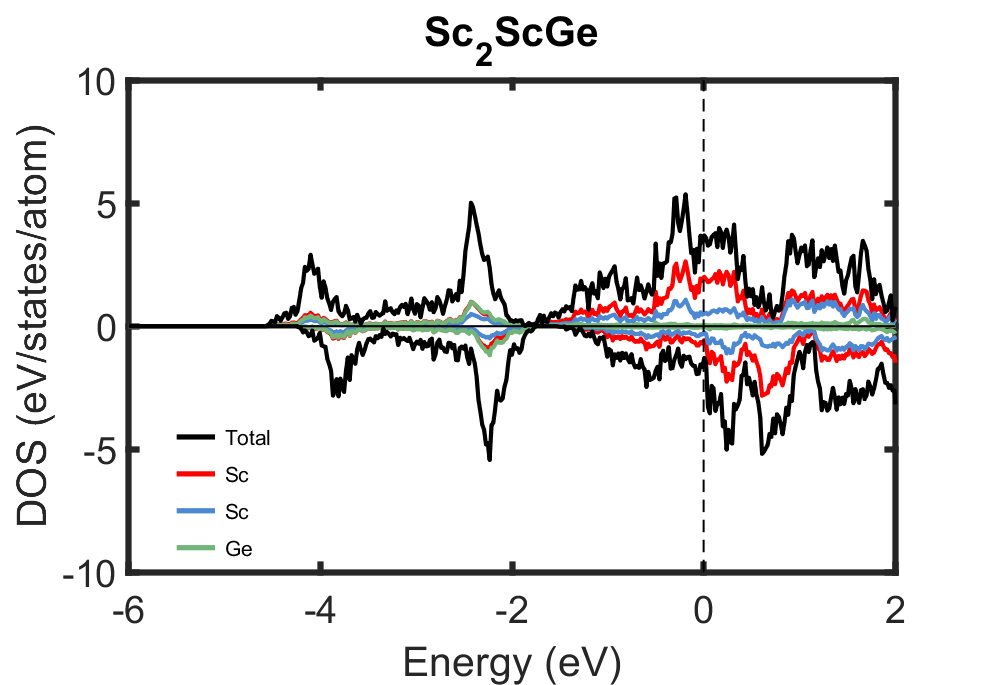 Sc₂ScGe
10
5
0
-5
-10
DOS (eV/states/atom)
Total
Sc
Sc
Ge
-6 -4 -2 0 2
Energy (eV)